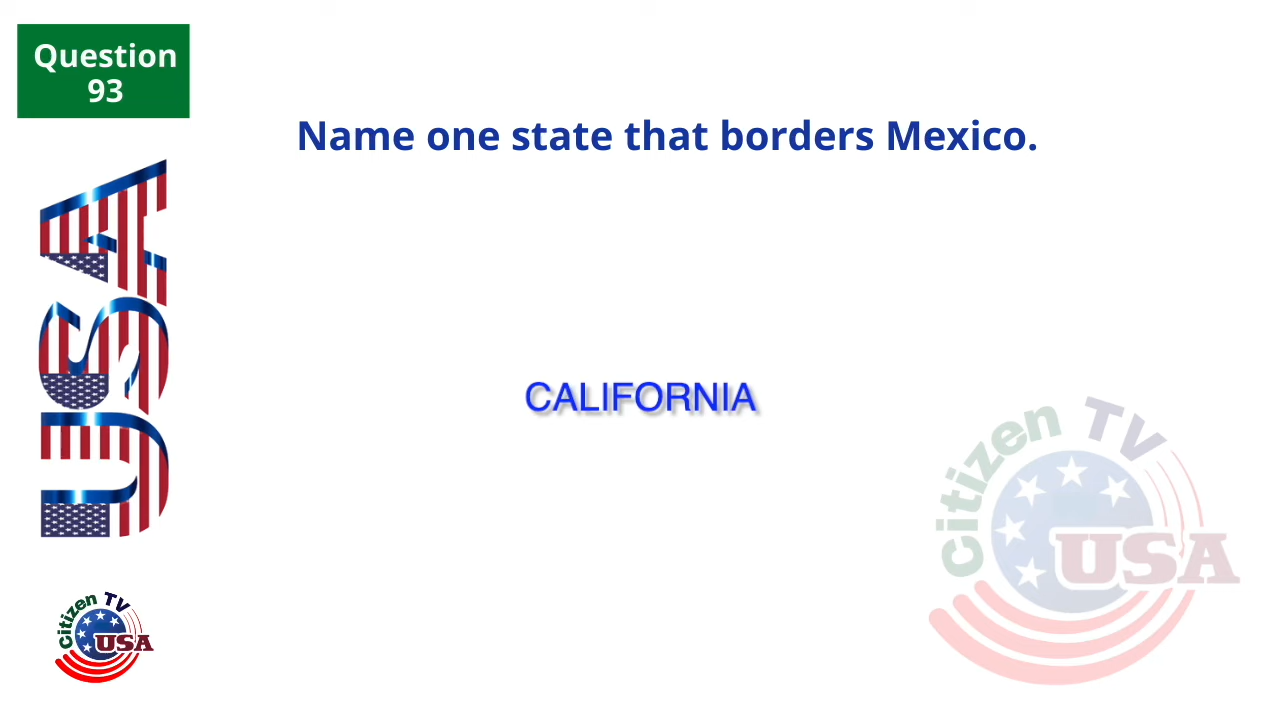 Question
93
Name one state that borders Mexico.
USA
CALIFORNIA
Citizen TV
USA
Citizen TV
USA